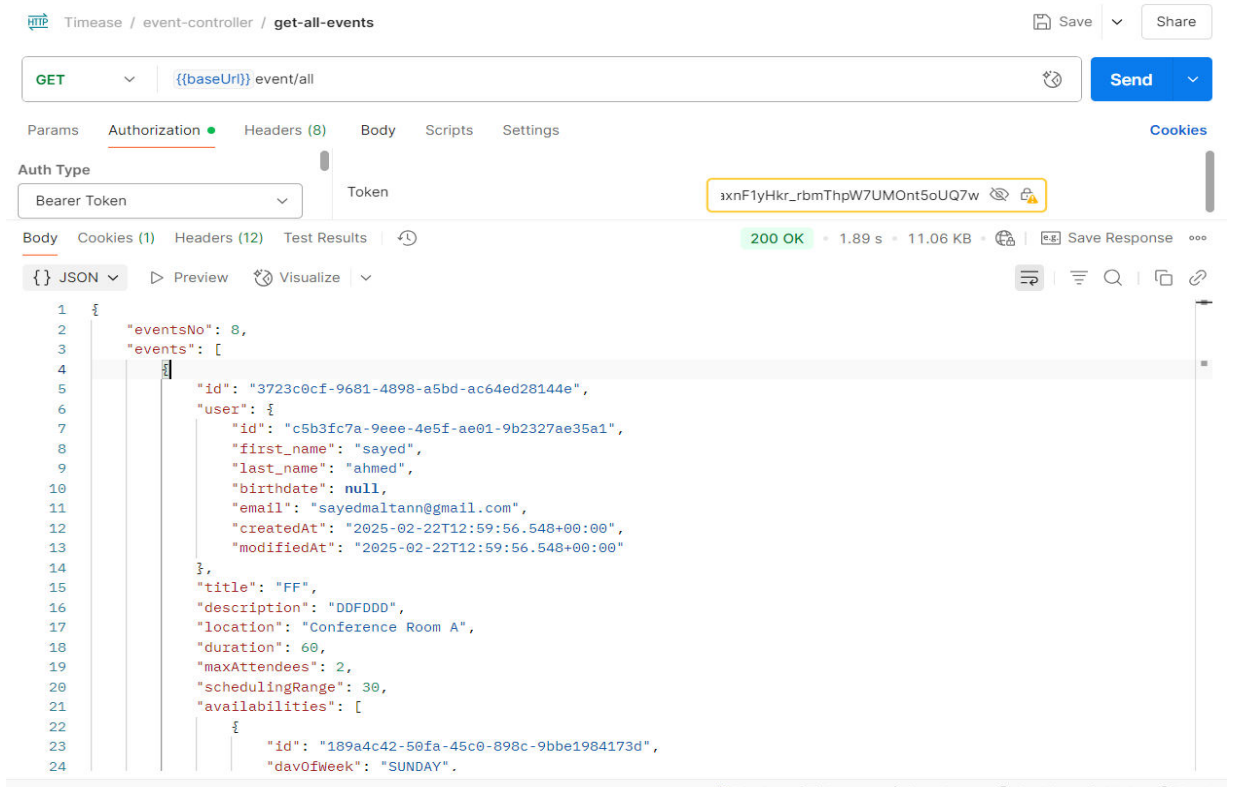 HTTP Timease / event-controller / get-all-events Save Share
GET {{baseUrl}} event/all Send
Params Authorization Headers (8) Body Scripts Settings Cookies
Auth Type
Bearer Token
Token
axnF1yHkr_rbmThpW7UMOnt5oUQ7w
Body Cookies (1) Headers (12) Test Results 200 OK 1.89 s 11.06 KB e.g. Save Response
{} JSON Preview Visualize
1 {
2 "eventsNo": 8,
3 "events": [
4 {
5 "id": "3723c0cf-9681-4898-a5bd-ac64ed28144e",
6 "user": {
7 "id": "c5b3fc7a-9eee-4e5f-ae01-9b2327ae35a1",
8 "first_name": "sayed",
9 "last_name": "ahmed",
10 "birthdate": null,
11 "email": "sayedmaltann@gmail.com",
12 "createdAt": "2025-02-22T12:59:56.548+00:00",
13 "modifiedAt": "2025-02-22T12:59:56.548+00:00"
14 },
15 "title": "FF",
16 "description": "DDFDDD",
17 "location": "Conference Room A",
18 "duration": 60,
19 "maxAttendees": 2,
20 "schedulingRange": 30,
21 "availabilities": [
22 {
23 "id": "189a4c42-50fa-45c0-898c-9bbe1984173d",
24 "dayOfWeek": "SUNDAY",